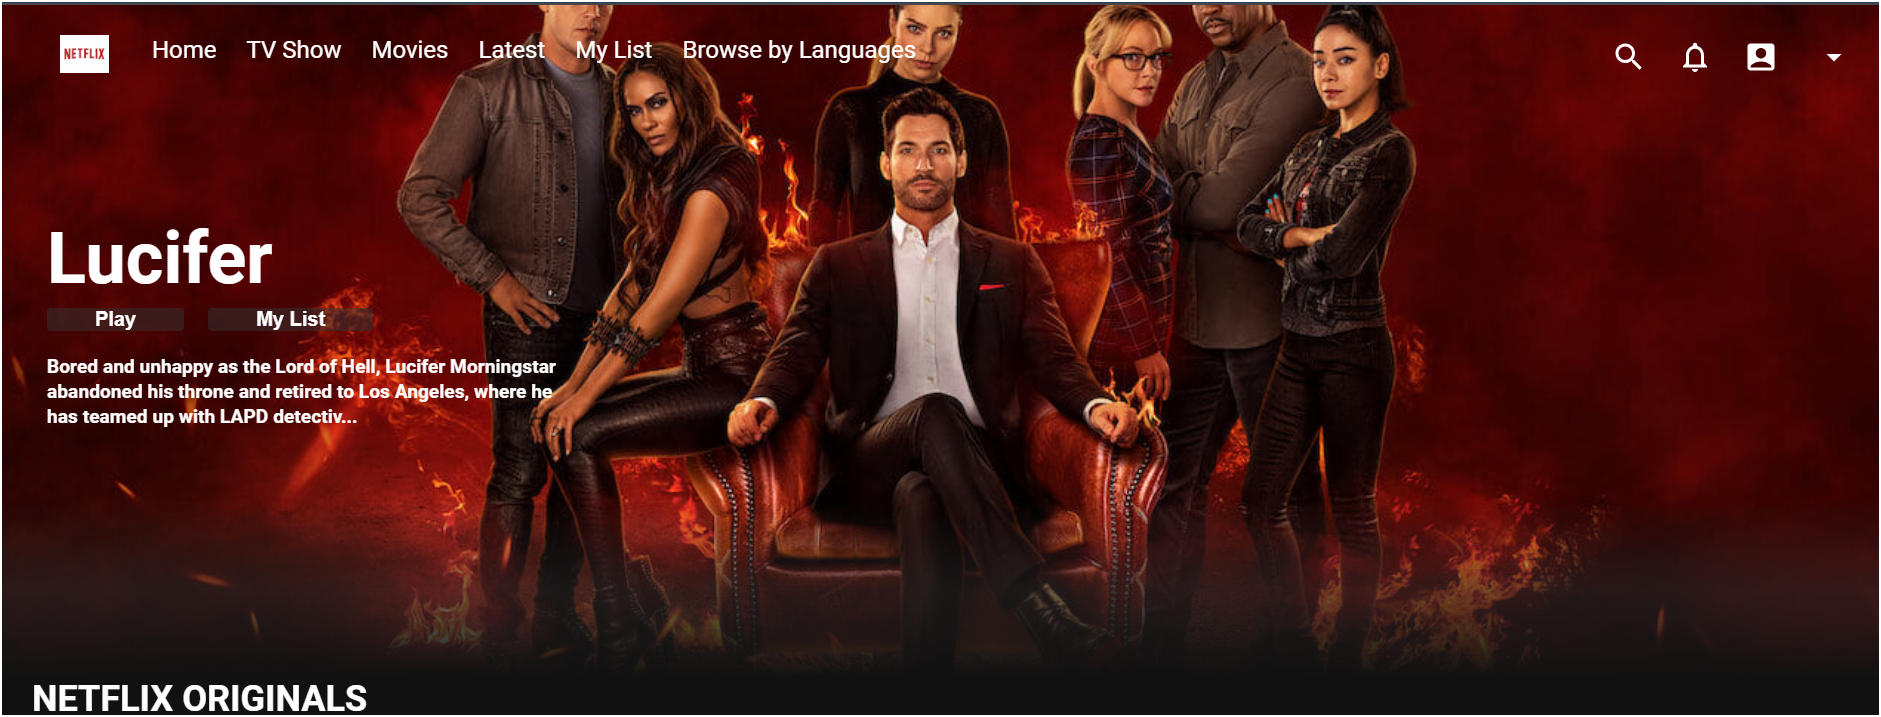 NETFLIX
Home TV Show Movies Latest My List Browse by Languages
Lucifer
Play My List
Bored and unhappy as the Lord of Hell, Lucifer Morningstar
abandoned his throne and retired to Los Angeles, where he
has teamed up with LAPD detectiv...
NETFLIX ORIGINALS